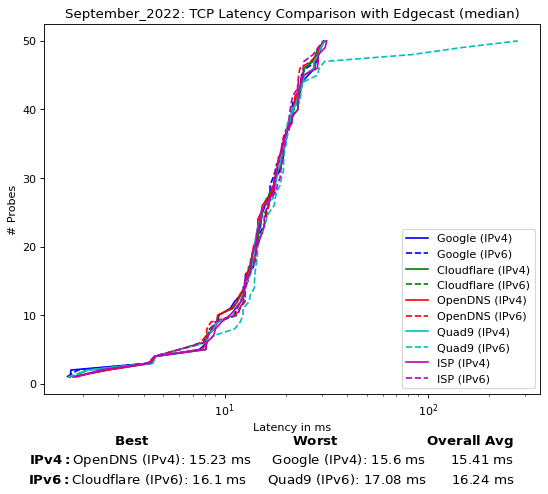 September_2022: TCP Latency Comparison with Edgecast (median)
50
40
30
20
10
0
# Probes
Google (IPv4)
Google (IPv6)
Cloudflare (IPv4)
Cloudflare (IPv6)
OpenDNS (IPv4)
OpenDNS (IPv6)
Quad9 (IPv4)
Quad9 (IPv6)
ISP (IPv4)
ISP (IPv6)
10¹ 10²
Latency in ms
Best Worst Overall Avg
IPv4: OpenDNS (IPv4): 15.23 ms Google (IPv4): 15.6 ms 15.41 ms
IPv6: Cloudflare (IPv6): 16.1 ms Quad9 (IPv6): 17.08 ms 16.24 ms